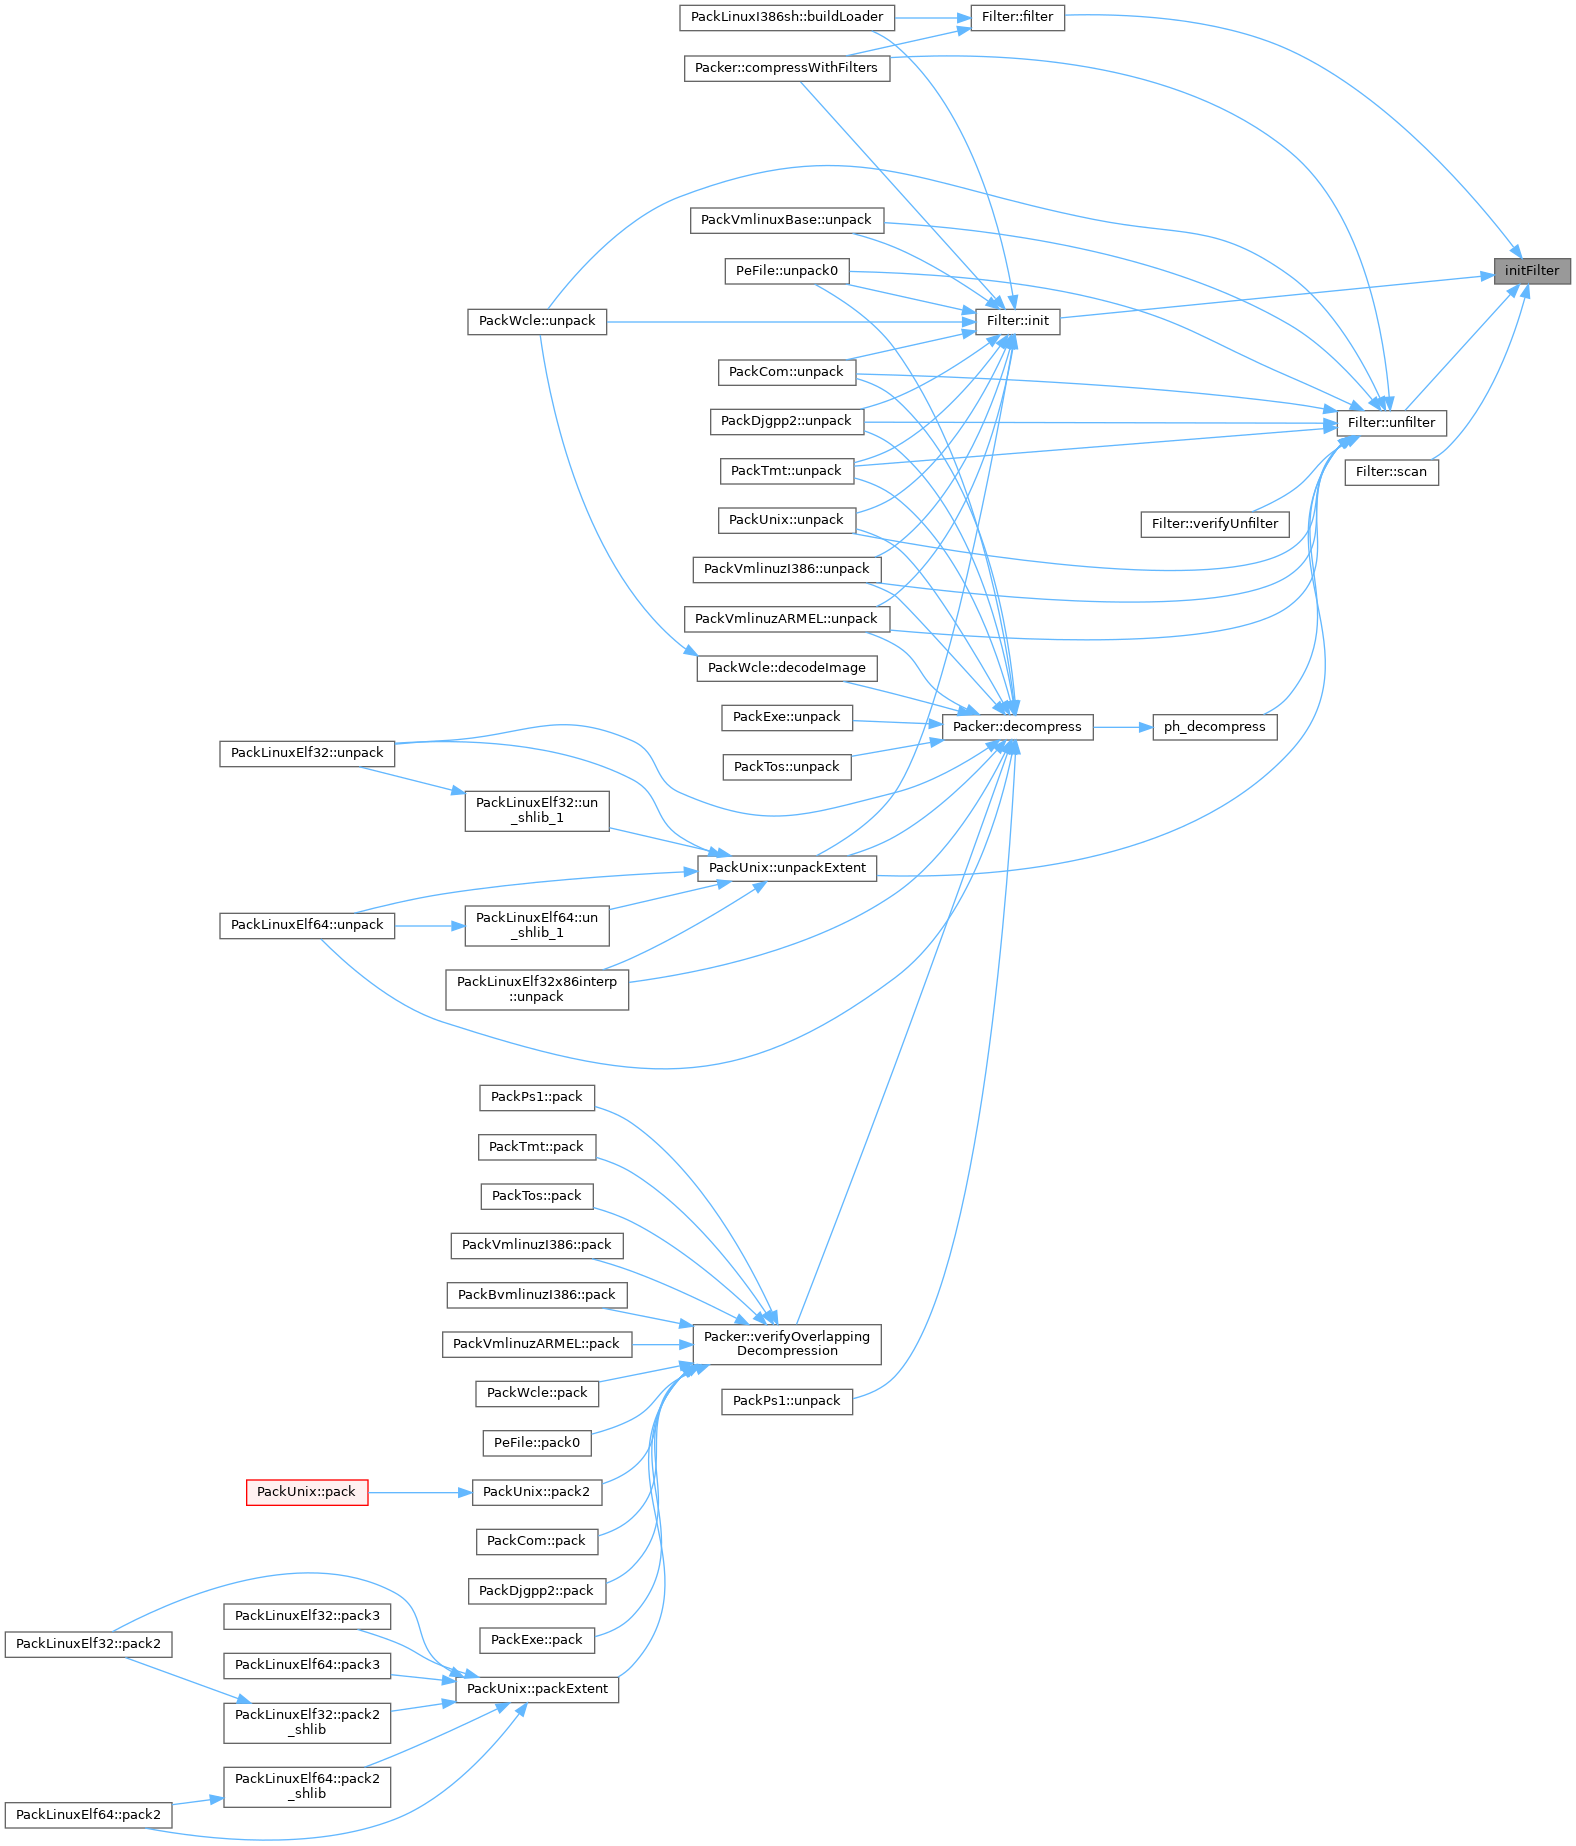 PackLinuxI386sh::buildLoader
Filter::filter
Packer::compressWithFilters
PackVmlinuxBase::unpack
PeFile::unpack0
initFilter
PackWcle::unpack
Filter::init
PackCom::unpack
PackDjgpp2::unpack
Filter::unfilter
PackTmt::unpack
Filter::scan
PackUnix::unpack
Filter::verifyUnfilter
PackVmlinuzI386::unpack
PackVmlinuzARMEL::unpack
PackWcle::decodeImage
PackExe::unpack
Packer::decompress
ph_decompress
PackLinuxElf32::unpack
PackTos::unpack
PackLinuxElf32::un
_shlib_1
PackUnix::unpackExtent
PackLinuxElf64::unpack
PackLinuxElf64::un
_shlib_1
PackLinuxElf32x86interp
::unpack
PackPs1::pack
PackTmt::pack
PackTos::pack
PackVmlinuzI386::pack
PackBvmlinuzI386::pack
PackVmlinuzARMEL::pack
Packer::verifyOverlapping
Decompression
PackWcle::pack
PackPs1::unpack
PeFile::pack0
PackUnix::pack
PackUnix::pack2
PackCom::pack
PackDjgpp2::pack
PackLinuxElf32::pack3
PackExe::pack
PackLinuxElf32::pack2
PackLinuxElf64::pack3
PackUnix::packExtent
PackLinuxElf32::pack2
_shlib
PackLinuxElf64::pack2
_shlib
PackLinuxElf64::pack2